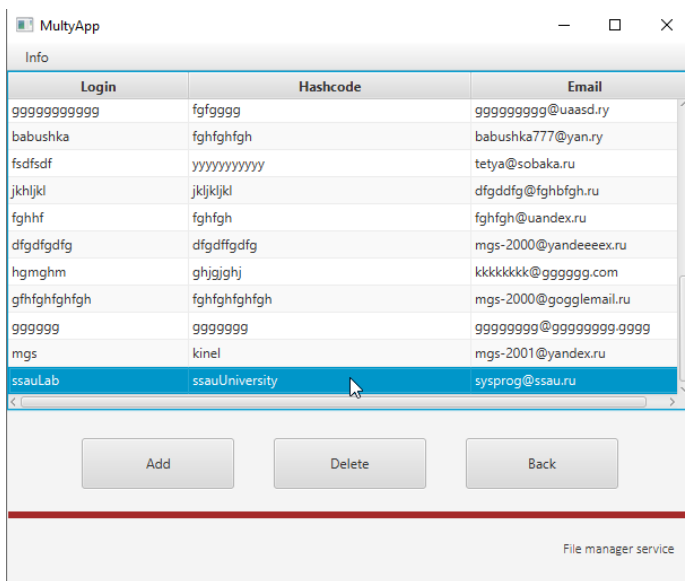 MultyApp
Info
Login Hashcode Email
ggggggggggg fgfgggg ggggggggg@uaasd.ry
babushka fghfghfgh babushka777@yan.ry
fsdfsdf yyyyyyyyyyy tetya@sobaka.ru
jkhljkl jkljkljkl dfgddfg@fghbfgh.ru
fghhf fghfgh fghfgh@uandex.ru
dfgdfgdfg dfgdffgdfg mgs-2000@yandeeeex.ru
hgmghm ghjgjghj kkkkkkkk@gggggg.com
gfhfghfghfgh fghfghfghfgh mgs-2000@gogglemail.ru
gggggg ggggggg gggggggg@gggggggg.gggg
mgs kinel mgs-2001@yandex.ru
ssauLab ssauUniversity sysprog@ssau.ru
Add Delete Back
File manager service